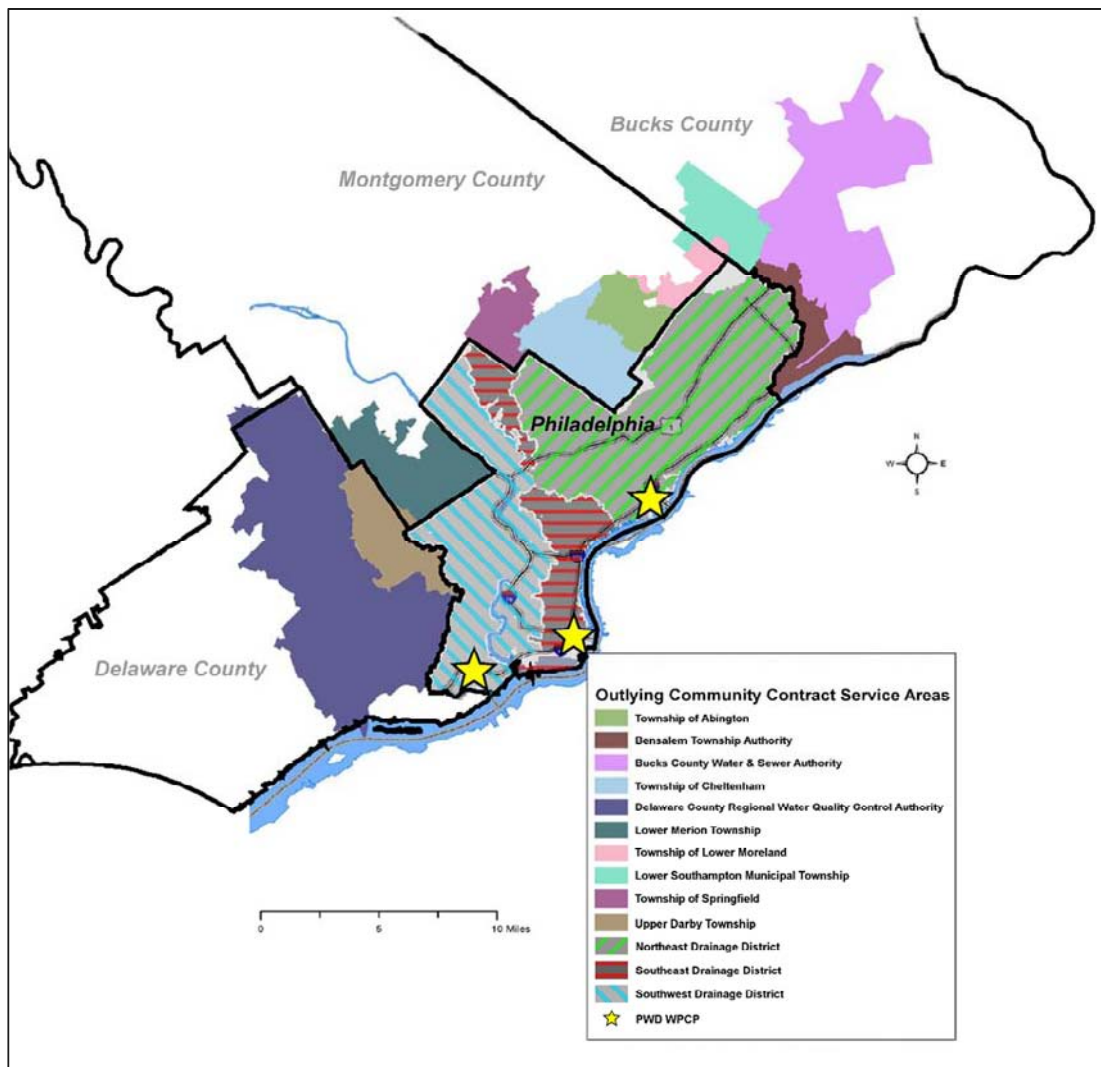 Bucks County
Montgomery County
Philadelphia
N
W E
S
Delaware County
Outlying Community Contract Service Areas
Township of Abington
Bensalem Township Authority
Bucks County Water & Sewer Authority
Township of Cheltenham
Delaware County Regional Water Quality Control Authority
Lower Merion Township
Township of Lower Moreland
Lower Southampton Municipal Township
Township of Springfield
Upper Darby Township
Northeast Drainage District
Southeast Drainage District
Southwest Drainage District
PWD WPCP
0 5 10 Miles